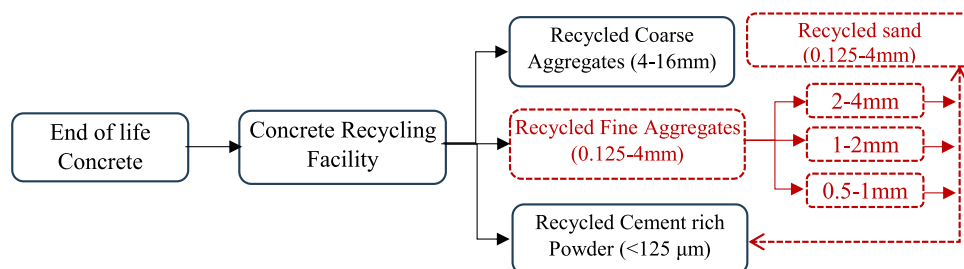 End of life
Concrete
Concrete Recycling
Facility
Recycled Coarse
Aggregates (4-16mm)
Recycled Fine Aggregates
(0.125-4mm)
Recycled Cement rich
Powder (<125 μm)
Recycled sand
(0.125-4mm)
2-4mm
1-2mm
0.5-1mm